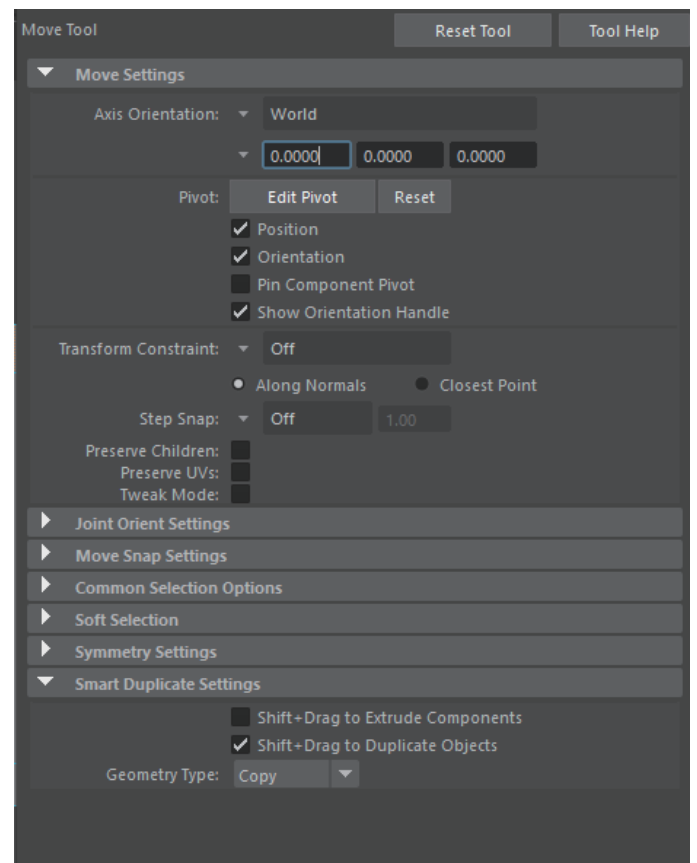 Move Tool Reset Tool Tool Help
Move Settings
Axis Orientation: World
0.0000 0.0000 0.0000
Pivot: Edit Pivot Reset
Position
Orientation
Pin Component Pivot
Show Orientation Handle
Transform Constraint: Off
Along Normals Closest Point
Step Snap: Off 1.00
Preserve Children:
Preserve UVs:
Tweak Mode:
Joint Orient Settings
Move Snap Settings
Common Selection Options
Soft Selection
Symmetry Settings
Smart Duplicate Settings
Shift+Drag to Extrude Components
Shift+Drag to Duplicate Objects
Geometry Type: Copy